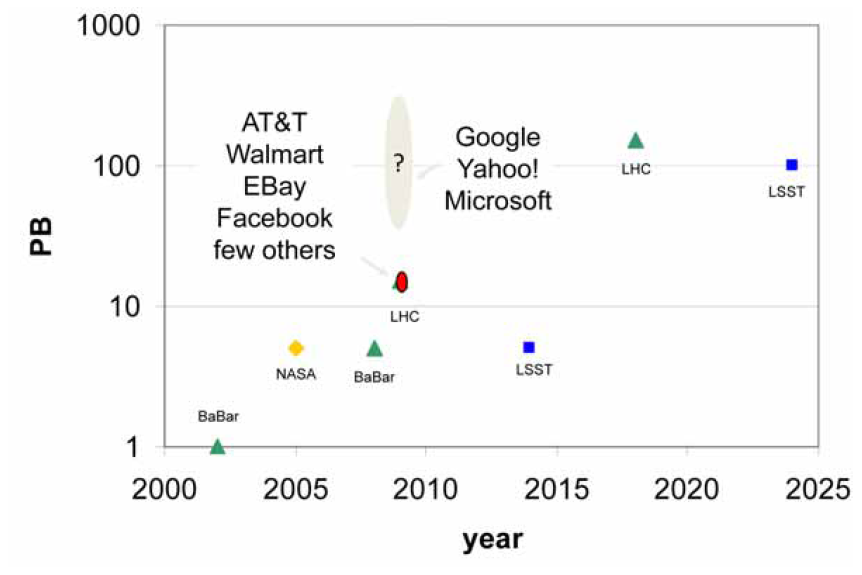 1000
AT&T
Walmart
EBay
Facebook
few others
?
Google
Yahoo!
Microsoft
LHC
100
LSST
PB
10
LHC
NASA
BaBar
LSST
BaBar
1
2000
2005
2010
2015
2020
2025
year